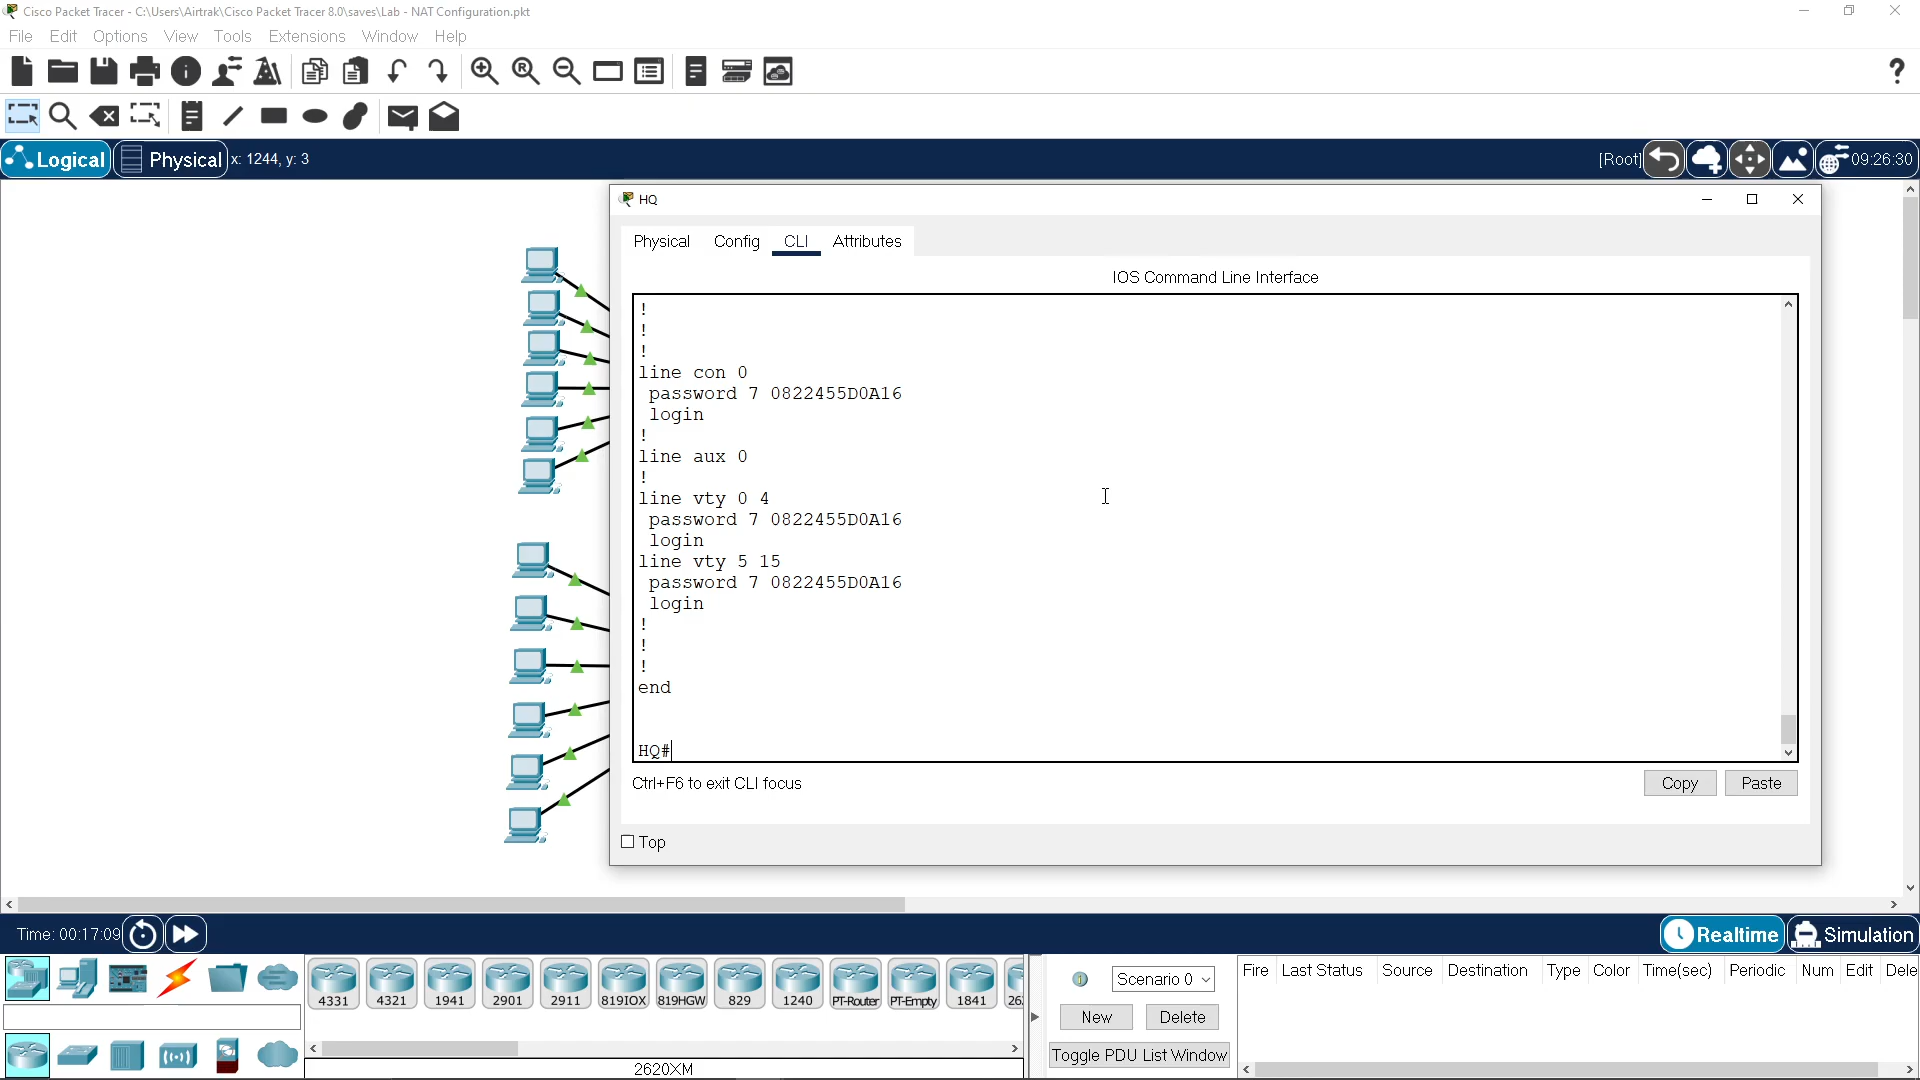 Cisco Packet Tracer - C:\Users\Airtrak\Cisco Packet Tracer 8.0\saves\Lab - NAT Configuration.pkt
File Edit Options View Tools Extensions Window Help
?
Logical Physical x: 1244, y: 3 [Root] 09:26:30
HQ
Physical Config CLI Attributes
IOS Command Line Interface
!
!
!
line con 0
password 7 0822455D0A16
login
!
line aux 0
!
line vty 0 4
password 7 0822455D0A16
login
line vty 5 15
password 7 0822455D0A16
login
!
!
!
end
HQ#
Ctrl+F6 to exit CLI focus Copy Paste
Top
Time: 00:17:09 Realtime Simulation
4331 4321 1941 2901 2911 819IOX 819HGW 829 1240 PT-Router PT-Empty 1841 26
2620XM
Scenario 0
New Delete
Toggle PDU List Window
Fire Last Status Source Destination Type Color Time(sec) Periodic Num Edit Dele